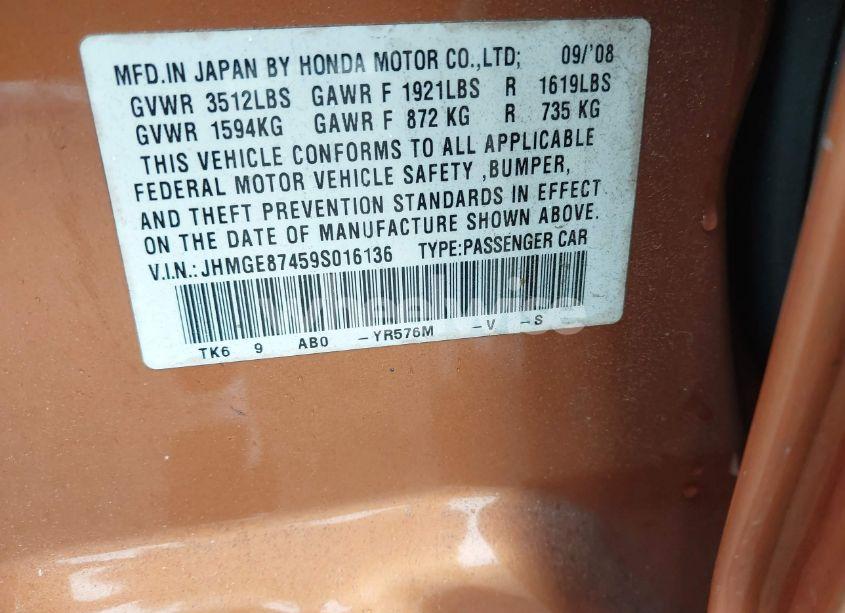 MFD.IN JAPAN BY HONDA MOTOR CO.,LTD; 09/'08
GVWR 3512LBS GAWR F 1921LBS R 1619LBS
GVWR 1594KG GAWR F 872 KG R 735 KG
THIS VEHICLE CONFORMS TO ALL APPLICABLE
FEDERAL MOTOR VEHICLE SAFETY ,BUMPER,
AND THEFT PREVENTION STANDARDS IN EFFECT
ON THE DATE OF MANUFACTURE SHOWN ABOVE.
V.I.N.: JHMGE87459S016136 TYPE:PASSENGER CAR
TK6 9 AB0 -YR576M -V -S